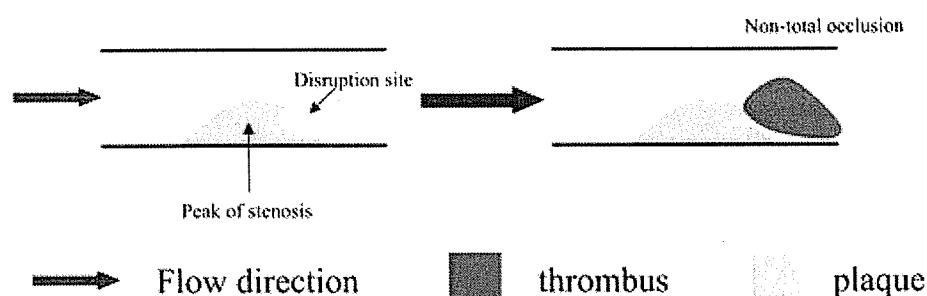 Non-total occlusion
Disruption site
Peak of stenosis
Flow direction
thrombus
plaque